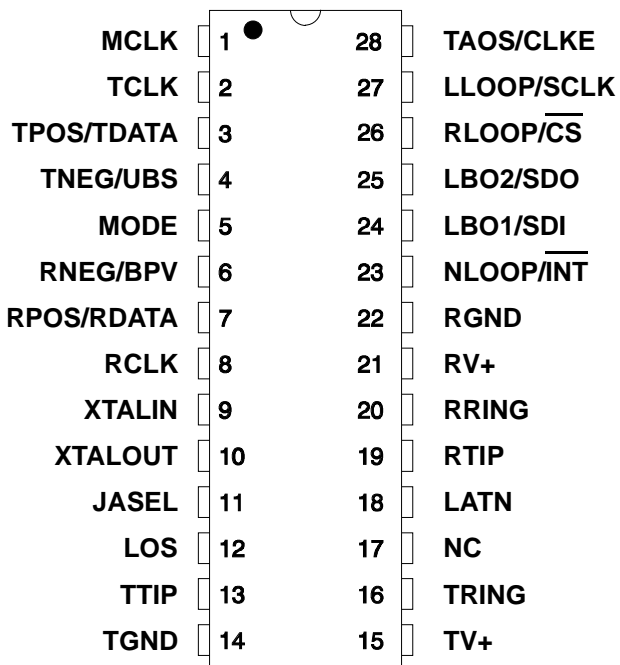 MCLK 1 28 TAOS/CLKE
TCLK 2 27 LLOOP/SCLK
TPOS/TDATA 3 26 RLOOP/C̅S̅
TNEG/UBS 4 25 LBO2/SDO
MODE 5 24 LBO1/SDI
RNEG/BPV 6 23 NLOOP/I̅N̅T̅
RPOS/RDATA 7 22 RGND
RCLK 8 21 RV+
XTALIN 9 20 RRING
XTALOUT 10 19 RTIP
JASEL 11 18 LATN
LOS 12 17 NC
TTIP 13 16 TRING
TGND 14 15 TV+